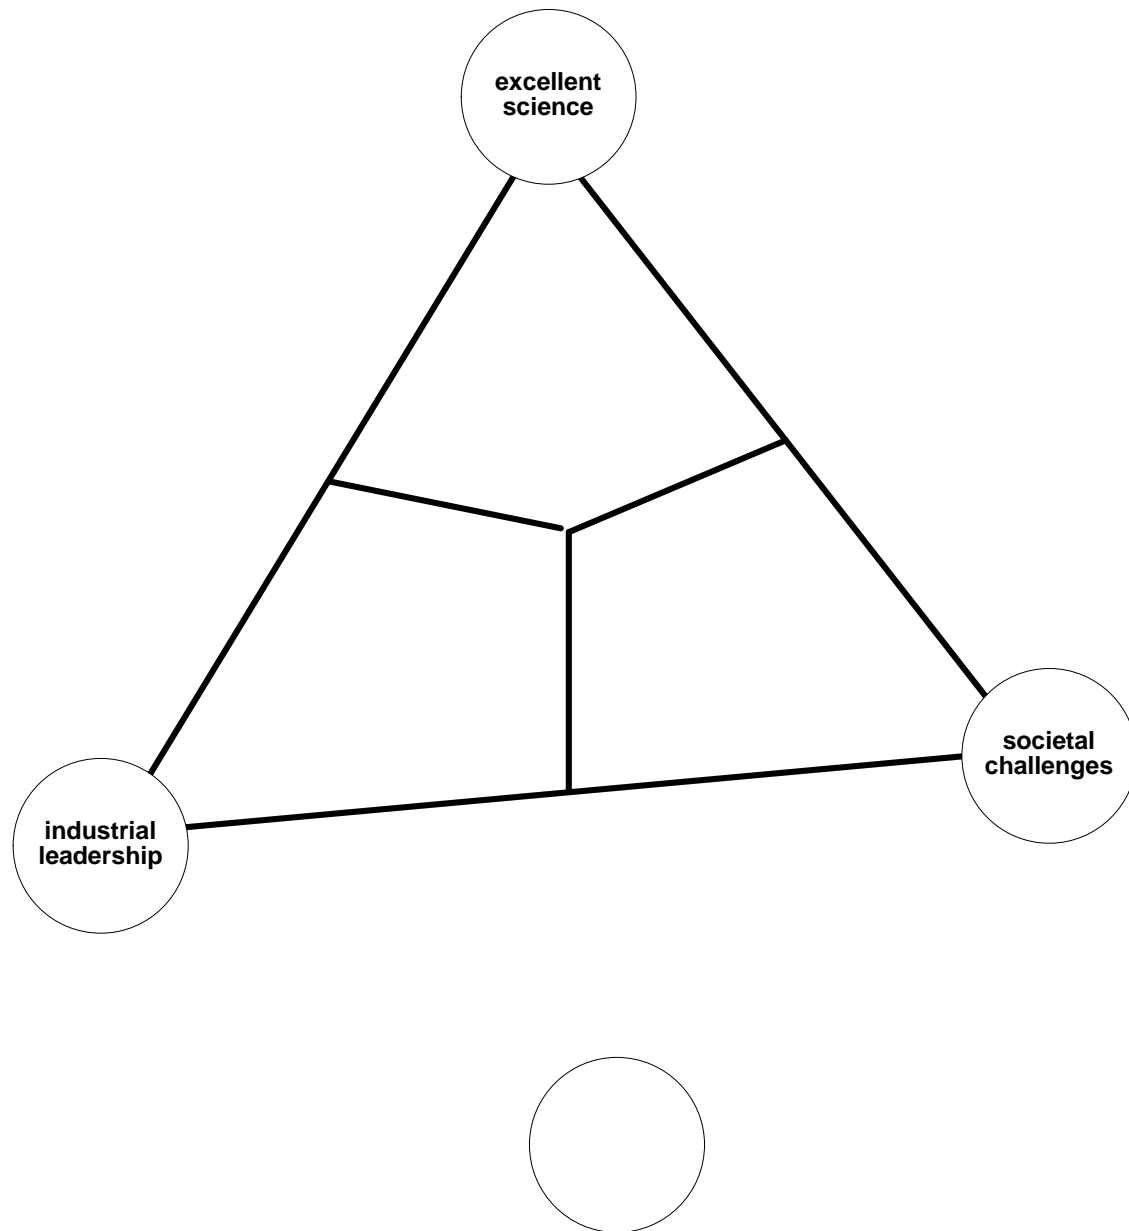 excellent
science
societal
challenges
industrial
leadership